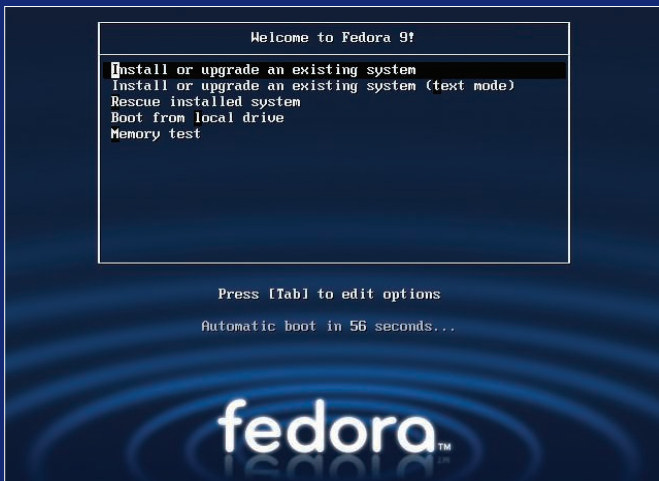 Welcome to Fedora 9!
Install or upgrade an existing system
Install or upgrade an existing system (text mode)
Rescue installed system
Boot from local drive
Memory test
Press [Tab] to edit options
Automatic boot in 56 seconds...
fedora™